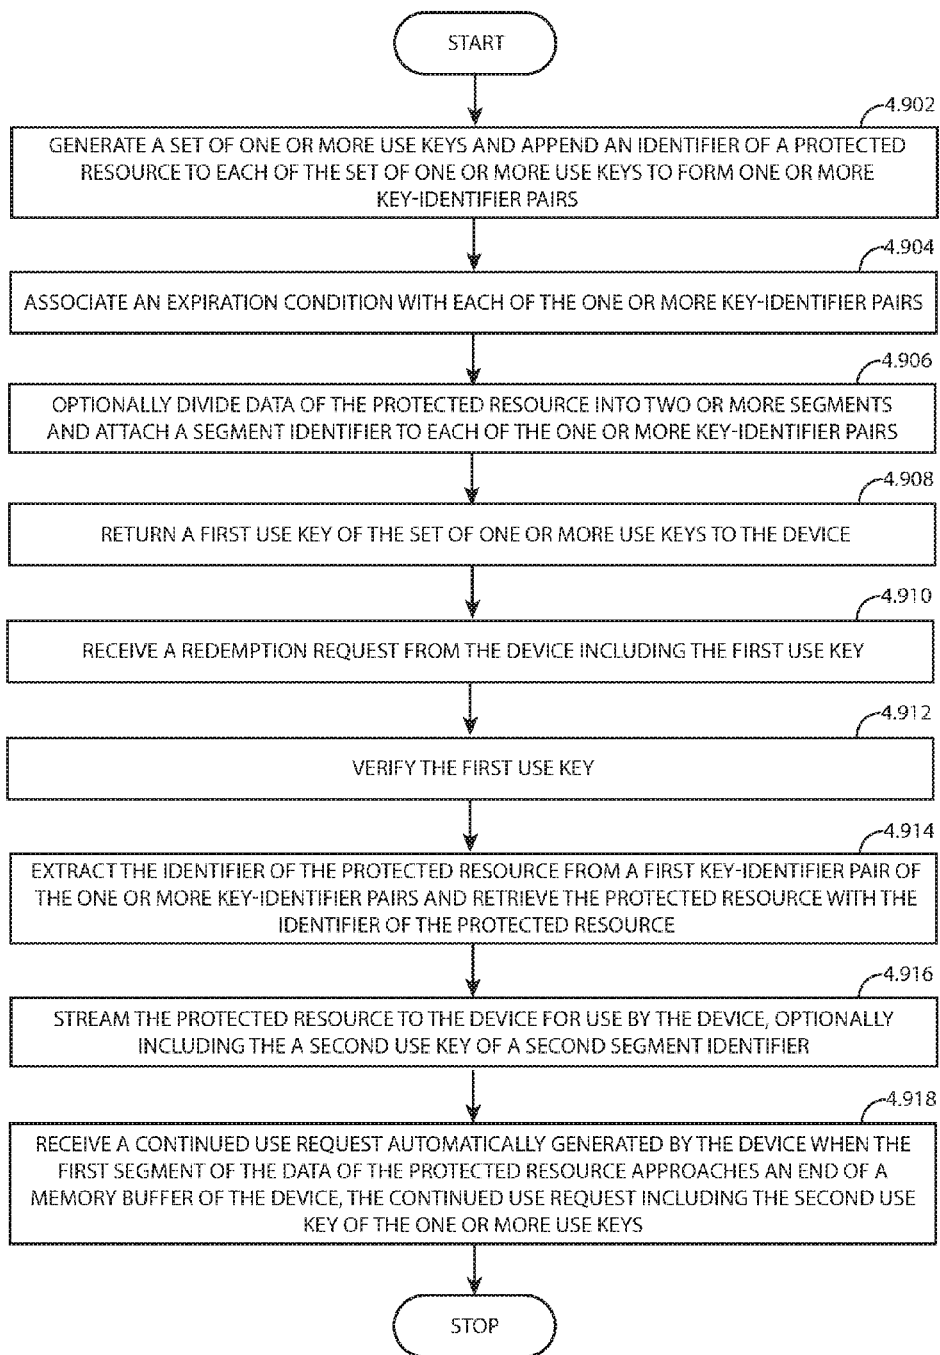 START
4.902
GENERATE A SET OF ONE OR MORE USE KEYS AND APPEND AN IDENTIFIER OF A PROTECTED
RESOURCE TO EACH OF THE SET OF ONE OR MORE USE KEYS TO FORM ONE OR MORE
KEY-IDENTIFIER PAIRS
4.904
ASSOCIATE AN EXPIRATION CONDITION WITH EACH OF THE ONE OR MORE KEY-IDENTIFIER PAIRS
4.906
OPTIONALLY DIVIDE DATA OF THE PROTECTED RESOURCE INTO TWO OR MORE SEGMENTS
AND ATTACH A SEGMENT IDENTIFIER TO EACH OF THE ONE OR MORE KEY-IDENTIFIER PAIRS
4.908
RETURN A FIRST USE KEY OF THE SET OF ONE OR MORE USE KEYS TO THE DEVICE
4.910
RECEIVE A REDEMPTION REQUEST FROM THE DEVICE INCLUDING THE FIRST USE KEY
4.912
VERIFY THE FIRST USE KEY
4.914
EXTRACT THE IDENTIFIER OF THE PROTECTED RESOURCE FROM A FIRST KEY-IDENTIFIER PAIR OF
THE ONE OR MORE KEY-IDENTIFIER PAIRS AND RETRIEVE THE PROTECTED RESOURCE WITH THE
IDENTIFIER OF THE PROTECTED RESOURCE
4.916
STREAM THE PROTECTED RESOURCE TO THE DEVICE FOR USE BY THE DEVICE, OPTIONALLY
INCLUDING THE A SECOND USE KEY OF A SECOND SEGMENT IDENTIFIER
4.918
RECEIVE A CONTINUED USE REQUEST AUTOMATICALLY GENERATED BY THE DEVICE WHEN THE
FIRST SEGMENT OF THE DATA OF THE PROTECTED RESOURCE APPROACHES AN END OF A
MEMORY BUFFER OF THE DEVICE, THE CONTINUED USE REQUEST INCLUDING THE SECOND USE
KEY OF THE ONE OR MORE USE KEYS
STOP